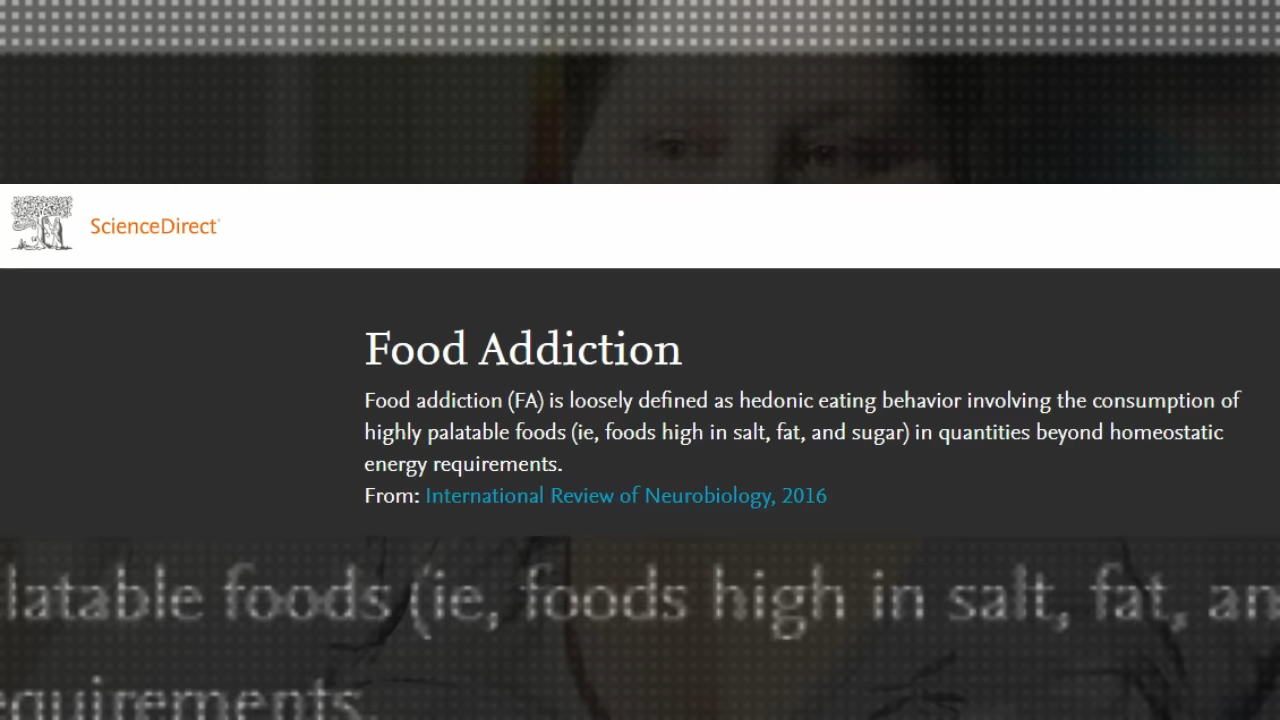 ScienceDirect
Food Addiction
Food addiction (FA) is loosely defined as hedonic eating behavior involving the consumption of
highly palatable foods (ie, foods high in salt, fat, and sugar) in quantities beyond homeostatic
energy requirements.
From: International Review of Neurobiology, 2016
latable foods (ie, foods high in salt, fat, an
equirements.